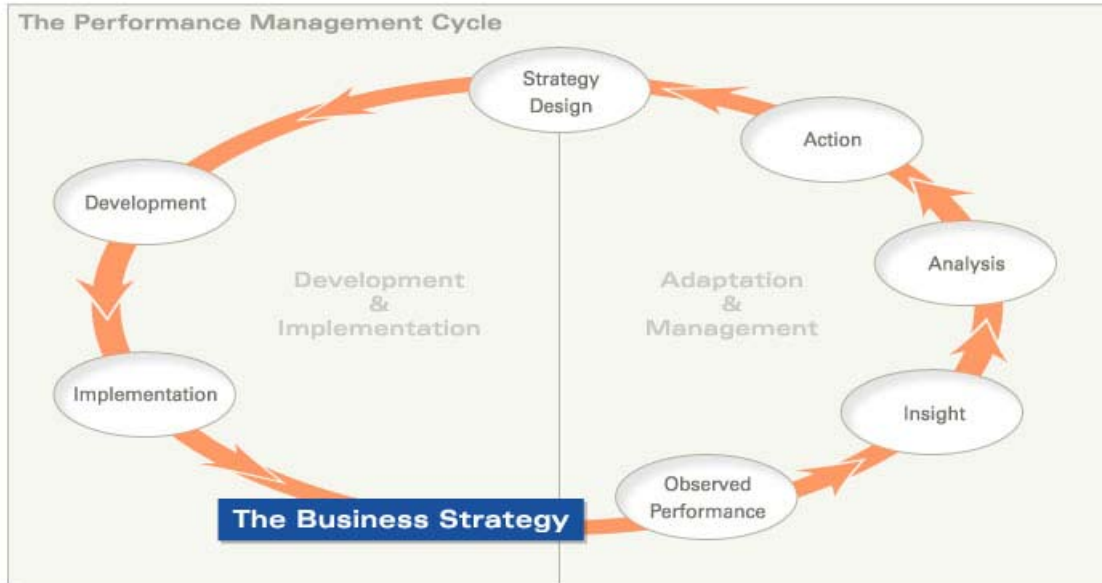 The Performance Management Cycle
Strategy
Design
Action
Development
Analysis
Development
&
Implementation
Adaptation
&
Management
Implementation
Insight
Observed
Performance
The Business Strategy